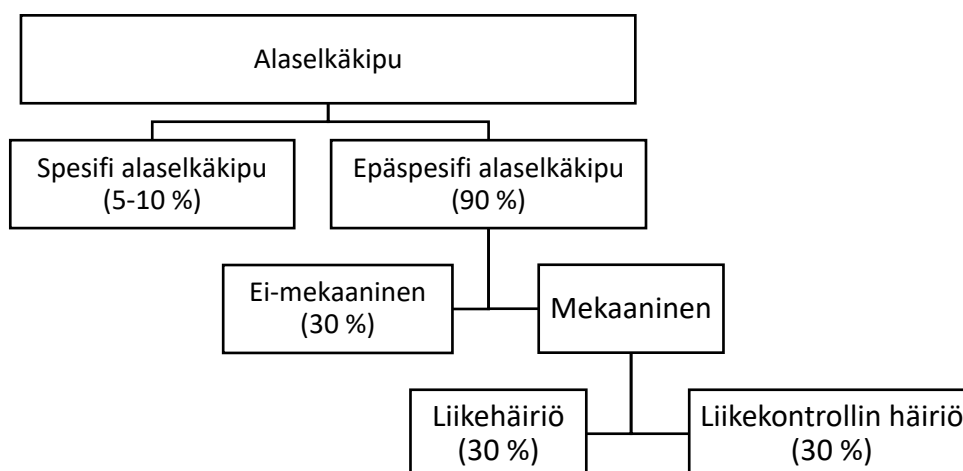 Alaselkäkipu
Spesifi alaselkäkipu
(5-10 %)
Epäspesifi alaselkäkipu
(90 %)
Ei-mekaaninen
(30 %)
Mekaaninen
Liikehäiriö
(30 %)
Liikekontrollin häiriö
(30 %)